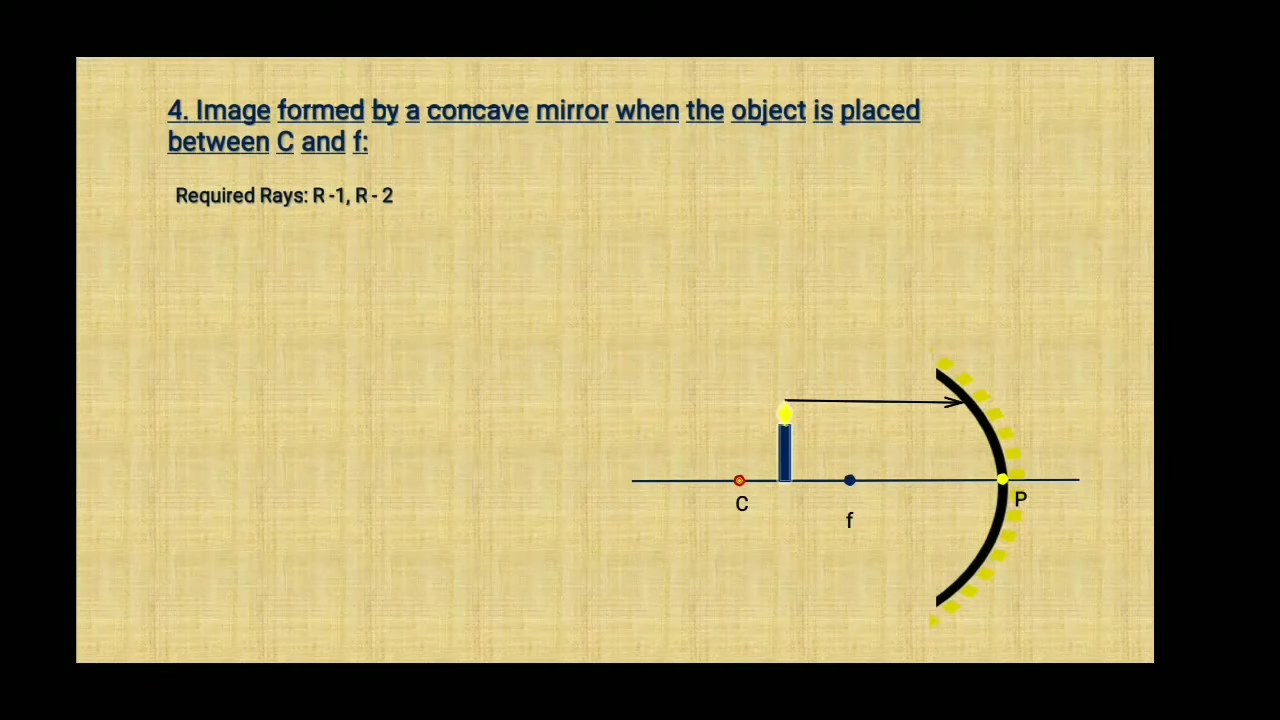 4. Image formed by a concave mirror when the object is placed
between C and f:
Required Rays: R -1, R - 2
C
f
P